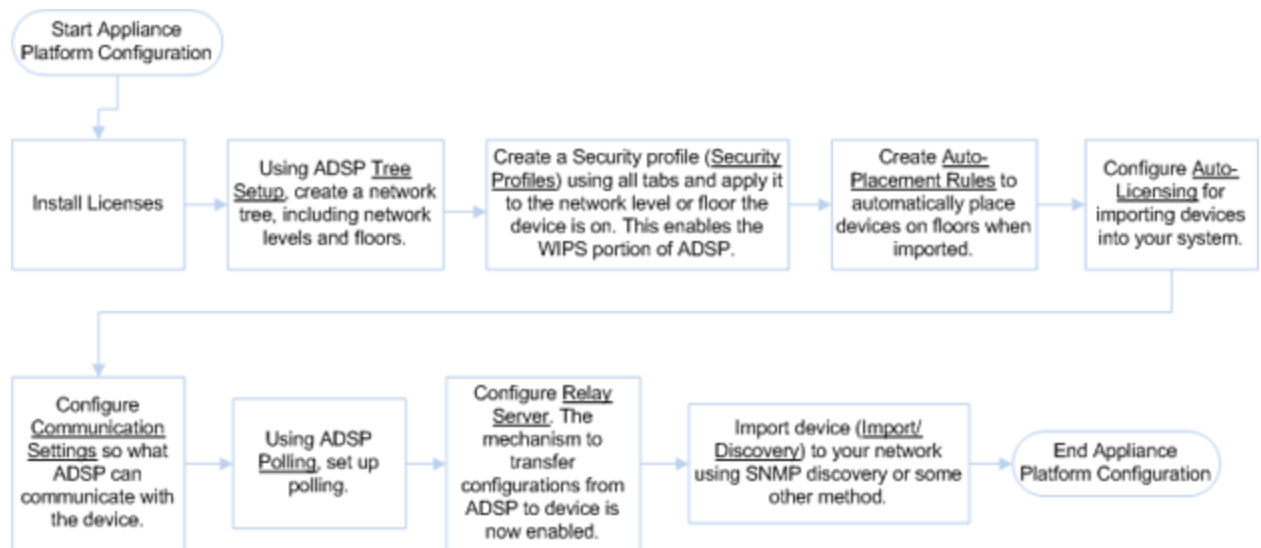 Start Appliance
Platform Configuration
Install Licenses
Using ADSP Tree
Setup, create a network
tree, including network
levels and floors.
Create a Security profile (Security
Profiles) using all tabs and apply it
to the network level or floor the
device is on. This enables the
WIPS portion of ADSP.
Create Auto-
Placement Rules to
automatically place
devices on floors when
imported.
Configure Auto-
Licensing for
importing devices
into your system.
Configure
Communication
Settings so what
ADSP can
communicate with
the device.
Using ADSP
Polling, set up
polling.
Configure Relay
Server. The
mechanism to
transfer
configurations from
ADSP to device is
now enabled.
Import device (Import/
Discovery) to your network
using SNMP discovery or some
other method.
End Appliance
Platform Configuration